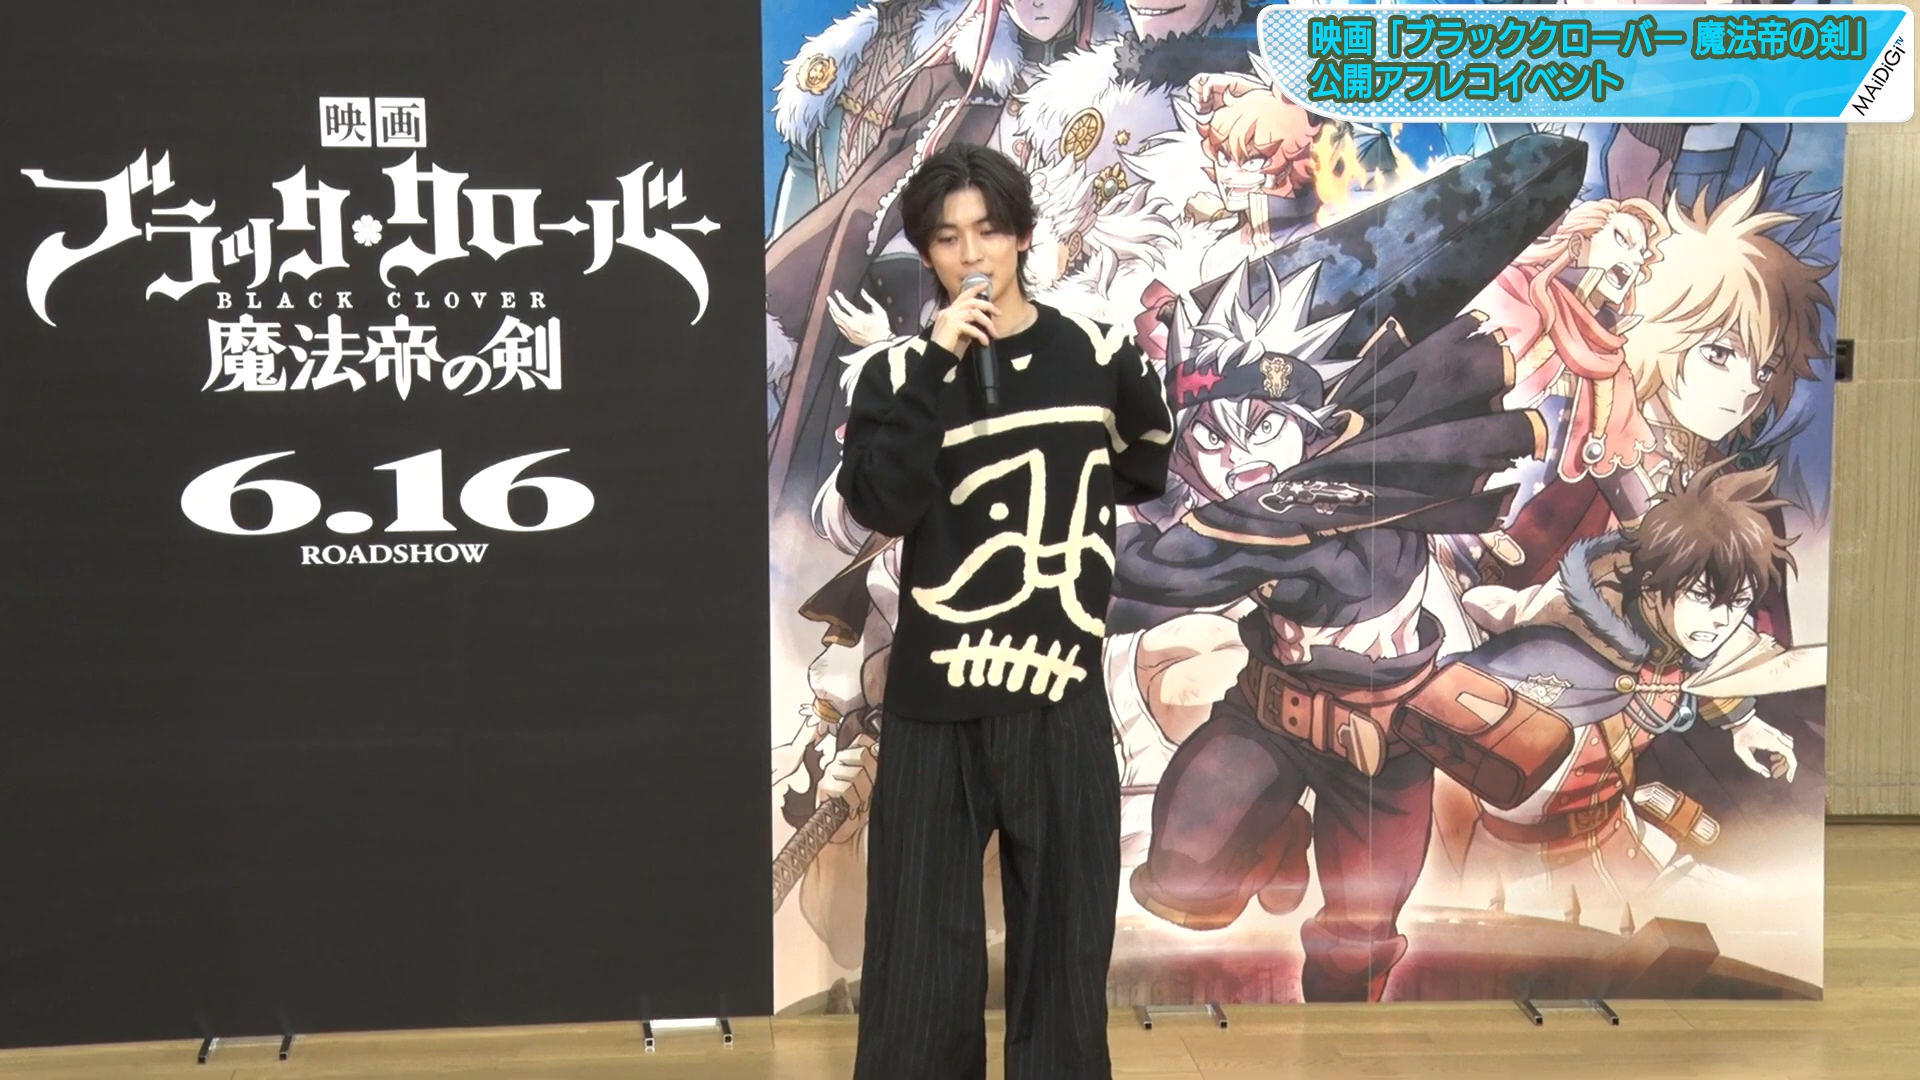 映画「ブラッククローバー 魔法帝の剣」
公開アフレコイベント
MAiDiGiTV
映画
ブラッククローバー
BLACK CLOVER
魔法帝の剣
6.16
ROADSHOW